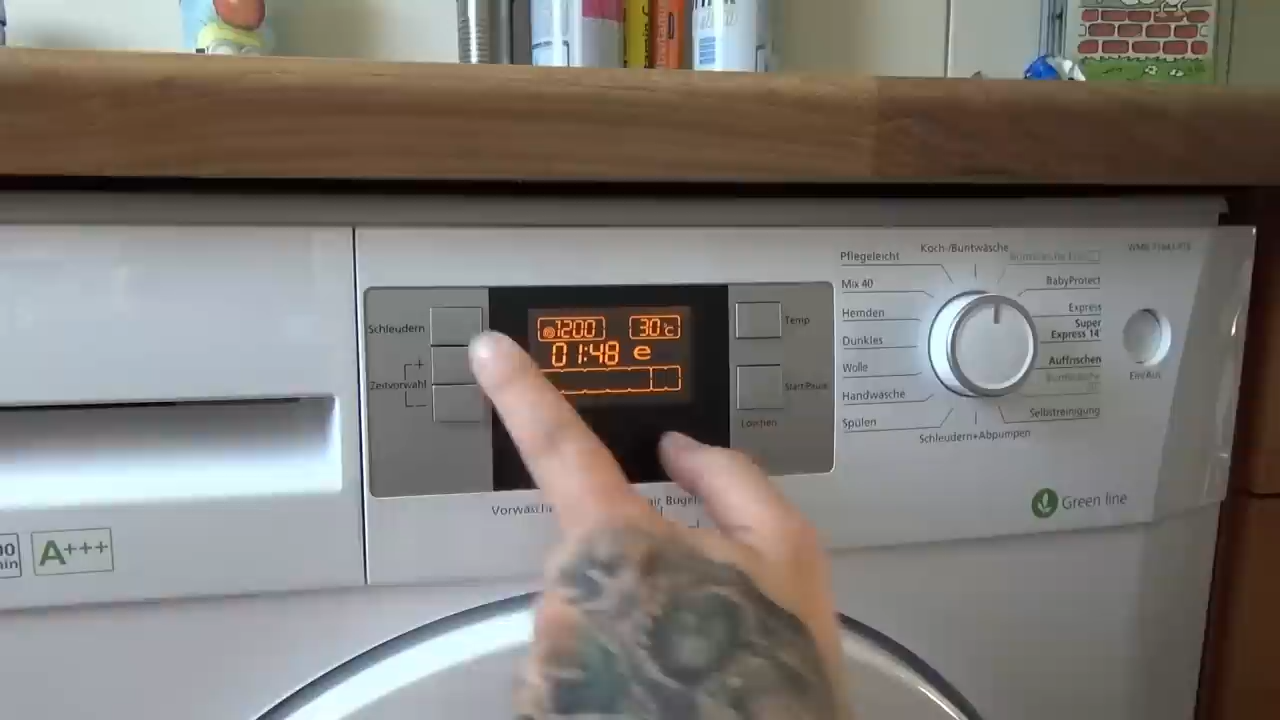 Schleudern
+
Zeitvorwahl
-
1200
30°C
01:48 e
Temp
Start/Pause
Löschen
Vorwäsche
Pflegeleicht
Mix 40
Hemden
Dunkles
Wolle
Handwäsche
Spülen
Koch-/Buntwäsche
BabyProtect
Express
Super
Express 14'
Auffrischen
Selbstreinigung
Schleudern+Abpumpen
Ein/Aus
Green line
A+++